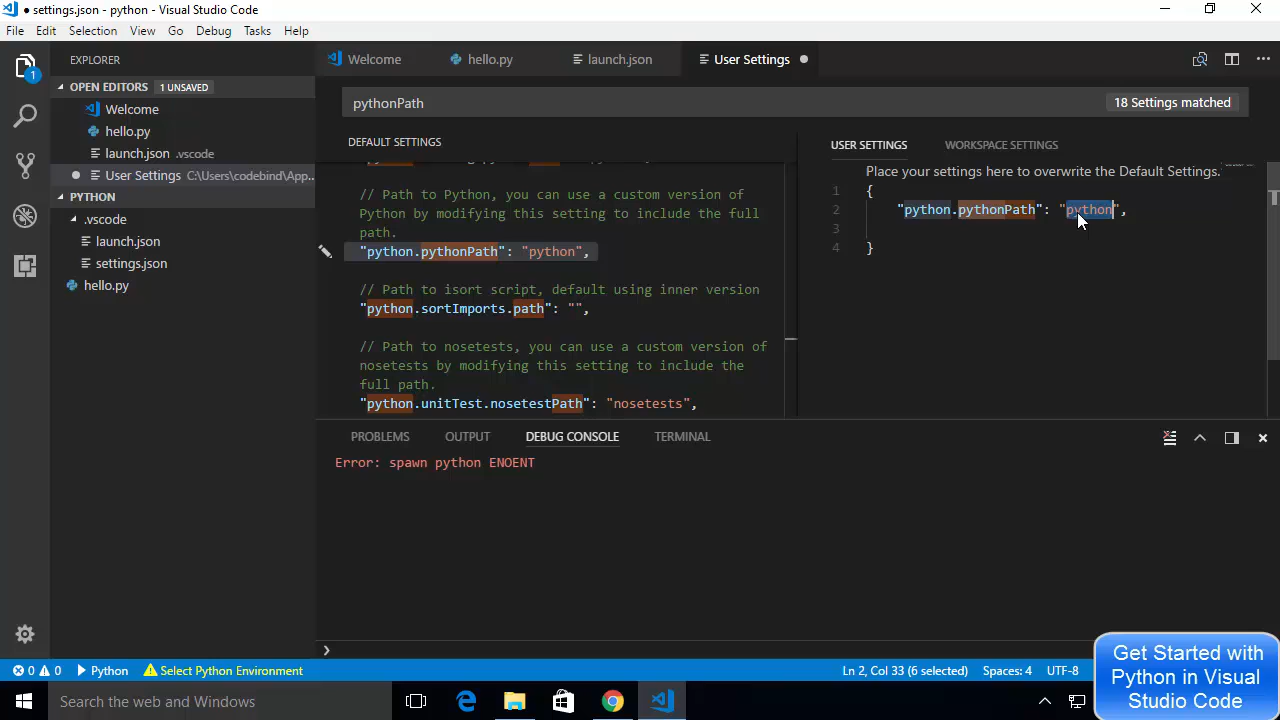 ● settings.json - python - Visual Studio Code
File Edit Selection View Go Debug Tasks Help
EXPLORER
OPEN EDITORS 1 UNSAVED
Welcome
hello.py
launch.json .vscode
● User Settings C:\Users\codebind\App...
PYTHON
.vscode
launch.json
settings.json
hello.py
1
Welcome hello.py launch.json User Settings ●
pythonPath 18 Settings matched
DEFAULT SETTINGS
// Path to Python, you can use a custom version of
Python by modifying this setting to include the full
path.
"python.pythonPath": "python",
// Path to isort script, default using inner version
"python.sortImports.path": "",
// Path to nosetests, you can use a custom version of
nosetests by modifying this setting to include the
full path.
"python.unitTest.nosetestPath": "nosetests",
USER SETTINGS WORKSPACE SETTINGS
Place your settings here to overwrite the Default Settings.
1 {
2 "python.pythonPath": "python",
3
4 }
PROBLEMS OUTPUT DEBUG CONSOLE TERMINAL
Error: spawn python ENOENT
0 0 Python Select Python Environment Ln 2, Col 33 (6 selected) Spaces: 4 UTF-8
Search the web and Windows
Get Started with
Python in Visual
Studio Code